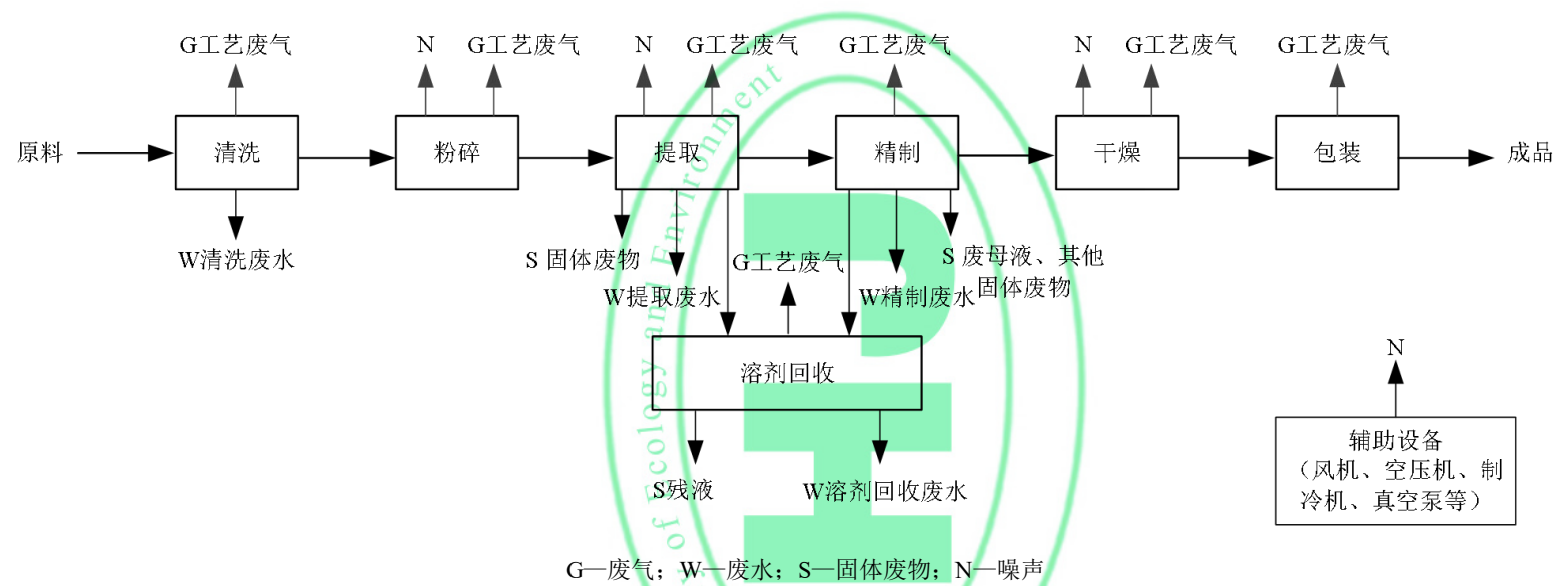 G工艺废气
N
G工艺废气
N
G工艺废气
G工艺废气
N
G工艺废气
G工艺废气
原料
清洗
粉碎
提取
精制
干燥
包装
成品
W清洗废水
S 固体废物
W提取废水
G工艺废气
W精制废水
S 废母液、其他
固体废物
溶剂回收
S残液
W溶剂回收废水
N
辅助设备
（风机、空压机、制
冷机、真空泵等）
G—废气；W—废水；S—固体废物；N—噪声
y of Ecology and Environment